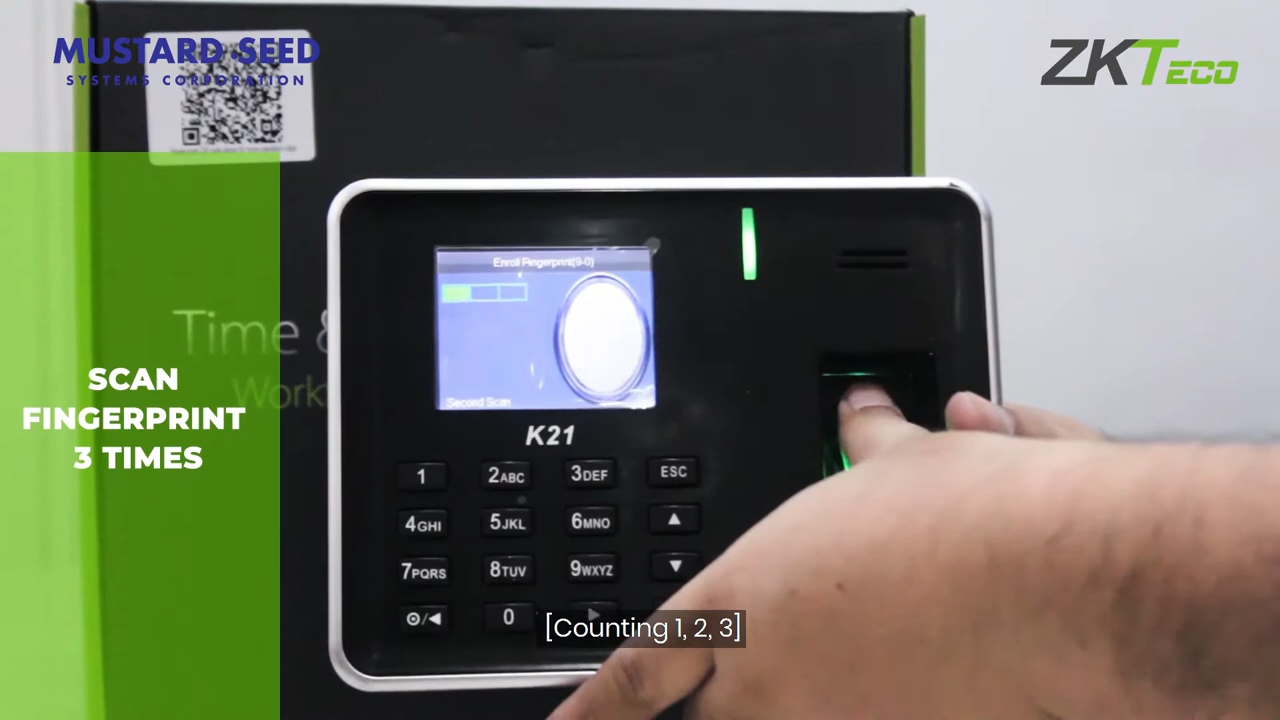 MUSTARD SEED
SYSTEMS CORPORATION
ZKTECO
Time &
Work
SCAN
FINGERPRINT
3 TIMES
Enroll Fingerprint(9-0)
Second Scan
K21
1 2ABC 3DEF ESC
4GHI 5JKL 6MNO ▲
7PQRS 8TUV 9WXYZ ▼
⊙/◀ 0
[Counting 1, 2, 3]